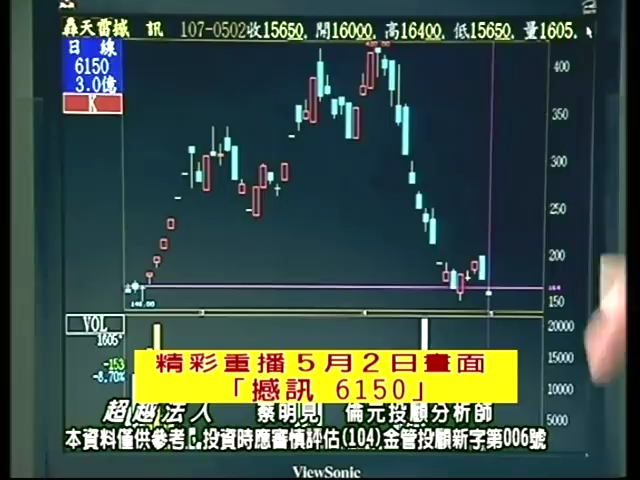 轟天雷撼 訊 107-0502收15650. 開16000. 高16400. 低15650. 量1605.
日 線
6150
3.0億
K
400
350
300
250
200
164
150
VOL
1605
-153
-8.70%
20000
15000
10000
5000
精彩重播5月2日畫面
「撼訊 6150」
超越法人 蔡明見 倫元投顧分析師
本資料僅供參考,投資時應審慎評估(104)金管投顧新字第006號
ViewSonic